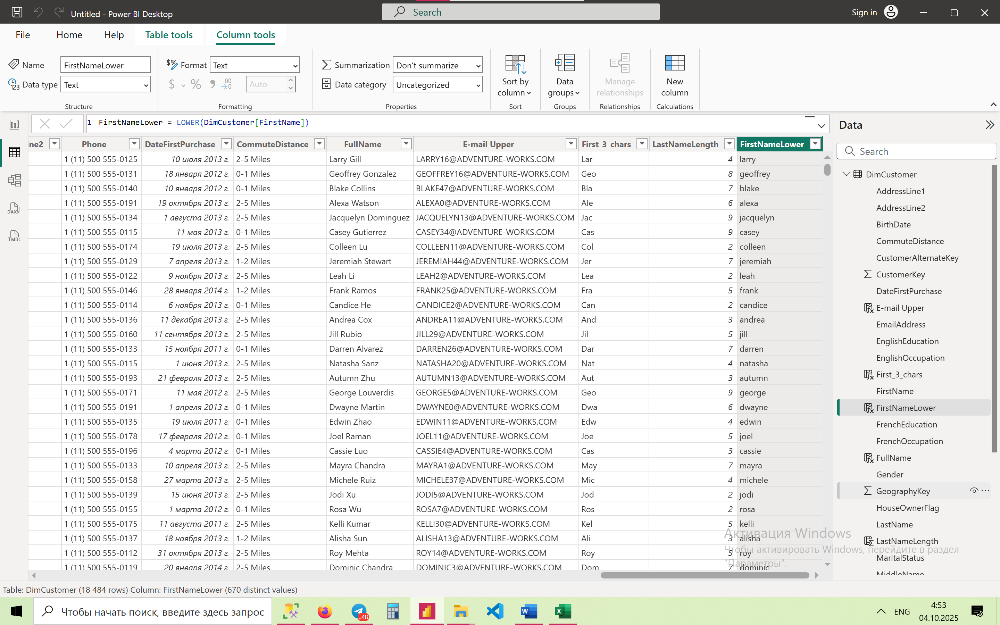 Untitled - Power BI Desktop
Search
Sign in
File Home Help Table tools Column tools
Name FirstNameLower $% Format Text Summarization Don't summarize
Data type Text $ % Auto Data category Uncategorized
Sort by column
Data groups
Manage relationships
New column
Structure Formatting Properties Sort Groups Relationships Calculations
1 FirstNameLower = LOWER(DimCustomer[FirstName])
ine2 Phone DateFirstPurchase CommuteDistance FullName E-mail Upper First_3_chars LastNameLength FirstNameLower
1 (11) 500 555-0125 10 июля 2013 г. 2-5 Miles Larry Gill LARRY16@ADVENTURE-WORKS.COM Lar 4 larry
1 (11) 500 555-0131 18 января 2012 г. 0-1 Miles Geoffrey Gonzalez GEOFFREY16@ADVENTURE-WORKS.COM Geo 8 geoffrey
1 (11) 500 555-0140 10 января 2012 г. 0-1 Miles Blake Collins BLAKE47@ADVENTURE-WORKS.COM Bla 7 blake
1 (11) 500 555-0191 19 октября 2013 г. 2-5 Miles Alexa Watson ALEXA0@ADVENTURE-WORKS.COM Ale 6 alexa
1 (11) 500 555-0134 1 августа 2013 г. 2-5 Miles Jacquelyn Dominguez JACQUELYN13@ADVENTURE-WORKS.COM Jac 9 jacquelyn
1 (11) 500 555-0115 11 мая 2013 г. 0-1 Miles Casey Gutierrez CASEY34@ADVENTURE-WORKS.COM Cas 9 casey
1 (11) 500 555-0174 19 июля 2013 г. 2-5 Miles Colleen Lu COLLEEN11@ADVENTURE-WORKS.COM Col 2 colleen
1 (11) 500 555-0129 7 апреля 2013 г. 1-2 Miles Jeremiah Stewart JEREMIAH44@ADVENTURE-WORKS.COM Jer 7 jeremiah
1 (11) 500 555-0122 9 ноября 2013 г. 2-5 Miles Leah Li LEAH2@ADVENTURE-WORKS.COM Lea 2 leah
1 (11) 500 555-0146 28 января 2014 г. 1-2 Miles Frank Ramos FRANK25@ADVENTURE-WORKS.COM Fra 5 frank
1 (11) 500 555-0114 6 ноября 2013 г. 0-1 Miles Candice He CANDICE2@ADVENTURE-WORKS.COM Can 2 candice
1 (11) 500 555-0136 11 декабря 2013 г. 2-5 Miles Andrea Cox ANDREA11@ADVENTURE-WORKS.COM And 3 andrea
1 (11) 500 555-0160 11 сентября 2013 г. 2-5 Miles Jill Rubio JILL29@ADVENTURE-WORKS.COM Jil 5 jill
1 (11) 500 555-0133 15 ноября 2011 г. 0-1 Miles Darren Alvarez DARREN26@ADVENTURE-WORKS.COM Dar 7 darren
1 (11) 500 555-0115 1 июня 2013 г. 2-5 Miles Natasha Sanz NATASHA20@ADVENTURE-WORKS.COM Nat 4 natasha
1 (11) 500 555-0193 21 февраля 2013 г. 2-5 Miles Autumn Zhu AUTUMN13@ADVENTURE-WORKS.COM Aut 3 autumn
1 (11) 500 555-0171 11 мая 2012 г. 2-5 Miles George Louverdis GEORGE5@ADVENTURE-WORKS.COM Geo 9 george
1 (11) 500 555-0191 1 апреля 2013 г. 0-1 Miles Dwayne Martin DWAYNE0@ADVENTURE-WORKS.COM Dwa 6 dwayne
1 (11) 500 555-0135 19 июля 2011 г. 0-1 Miles Edwin Zhao EDWIN11@ADVENTURE-WORKS.COM Edw 4 edwin
1 (11) 500 555-0178 17 февраля 2012 г. 0-1 Miles Joel Raman JOEL11@ADVENTURE-WORKS.COM Joe 5 joel
1 (11) 500 555-0196 4 марта 2012 г. 0-1 Miles Cassie Luo CASSIE4@ADVENTURE-WORKS.COM Cas 3 cassie
1 (11) 500 555-0133 10 апреля 2013 г. 2-5 Miles Mayra Chandra MAYRA1@ADVENTURE-WORKS.COM May 7 mayra
1 (11) 500 555-0158 27 марта 2013 г. 2-5 Miles Michele Ruiz MICHELE37@ADVENTURE-WORKS.COM Mic 4 michele
1 (11) 500 555-0139 15 июня 2013 г. 2-5 Miles Jodi Xu JODI5@ADVENTURE-WORKS.COM Jod 2 jodi
1 (11) 500 555-0155 1 марта 2012 г. 0-1 Miles Rosa Wu ROSA7@ADVENTURE-WORKS.COM Ros 2 rosa
1 (11) 500 555-0175 11 августа 2011 г. 2-5 Miles Kelli Kumar KELLI30@ADVENTURE-WORKS.COM Kel 5 kelli
1 (11) 500 555-0137 18 ноября 2013 г. 1-2 Miles Alisha Sun ALISHA13@ADVENTURE-WORKS.COM Ali 3 alisha
1 (11) 500 555-0112 31 октября 2013 г. 2-5 Miles Roy Mehta ROY14@ADVENTURE-WORKS.COM Roy 5 roy
1 (11) 500 555-0119 20 января 2014 г. 2-5 Miles Dominic Chandra DOMINIC3@ADVENTURE-WORKS.COM Dom 7 dominic
DAX
TMDL
Data
Search
DimCustomer
AddressLine1
AddressLine2
BirthDate
CommuteDistance
CustomerAlternateKey
CustomerKey
DateFirstPurchase
E-mail Upper
EmailAddress
EnglishEducation
EnglishOccupation
First_3_chars
FirstName
FirstNameLower
FrenchEducation
FrenchOccupation
FullName
Gender
GeographyKey
HouseOwnerFlag
LastName
LastNameLength
MaritalStatus
MiddleName
Активация Windows
Чтобы активировать Windows, перейдите в раздел
"Параметры".
Table: DimCustomer (18 484 rows) Column: FirstNameLower (670 distinct values)
Чтобы начать поиск, введите здесь запрос
..48
ENG
4:53
04.10.2025